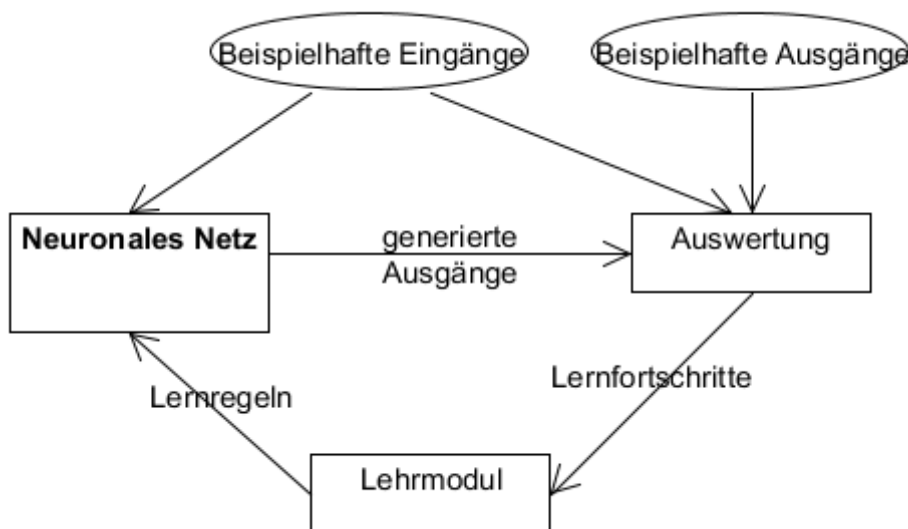 Beispielhafte Eingänge
Beispielhafte Ausgänge
Neuronales Netz
generierte
Ausgänge
Auswertung
Lernregeln
Lernfortschritte
Lehrmodul